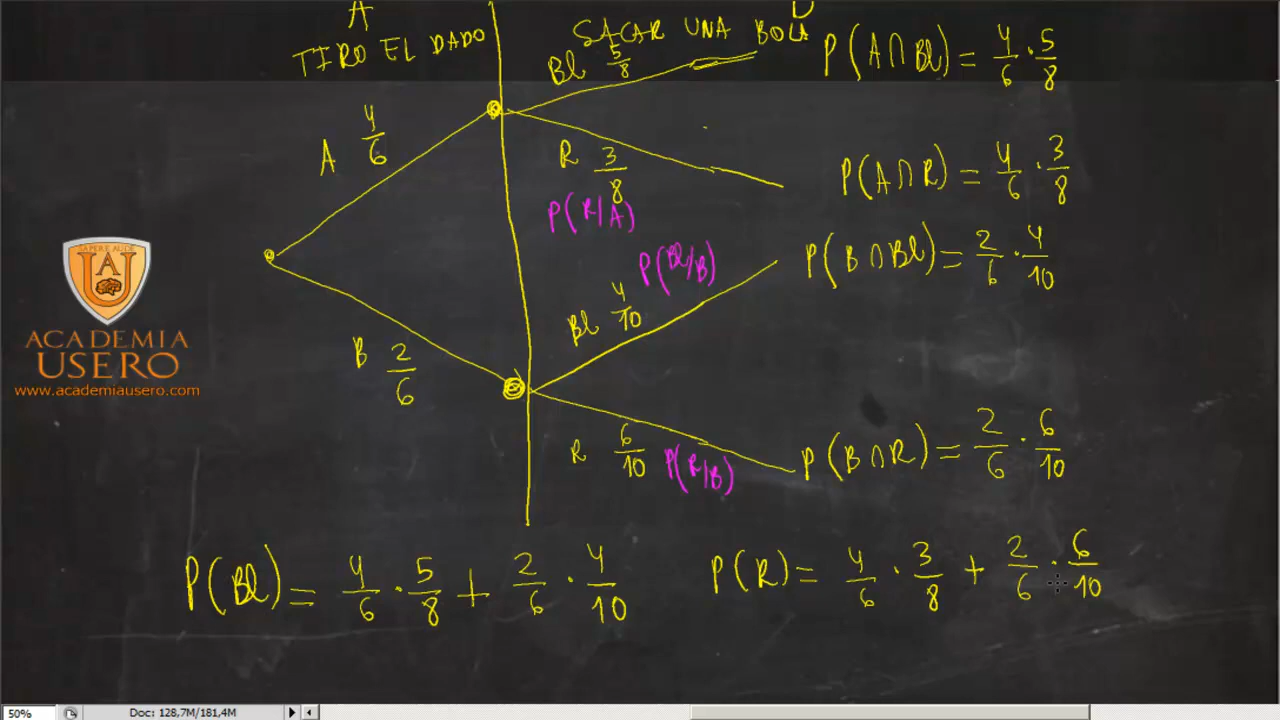 A
TIRO EL DADO
SACAR UNA BOLA
Bl 5/8
P(A∩Bl) = 4/6 · 5/8
A 4/6
R 3/8
P(R/A)
P(A∩R) = 4/6 · 3/8
P(Bl/B)
Bl 4/10
P(B∩Bl) = 2/6 · 4/10
SAPERE AUDE
UA
ACADEMIA
USERO
www.academiausero.com
B 2/6
R 6/10
P(R/B)
P(B∩R) = 2/6 · 6/10
P(Bl) = 4/6 · 5/8 + 2/6 · 4/10
P(R) = 4/6 · 3/8 + 2/6 · 6/10
50%
Doc: 128,7M/181,4M